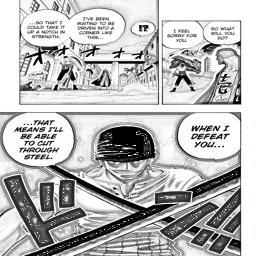 SO WHAT
WILL YOU
DO?
I FEEL
SORRY
FOR YOU.
!?
I'VE BEEN
WAITING TO
BE DRIVEN
INTO A
CORNER
LIKE
THIS...
...SO THAT I
COULD TAKE IT
UP A NOTCH IN
STRENGTH.
WHEN I
DEFEAT
YOU...
...THAT
MEANS I'LL
BE ABLE
TO CUT
THROUGH
STEEL.